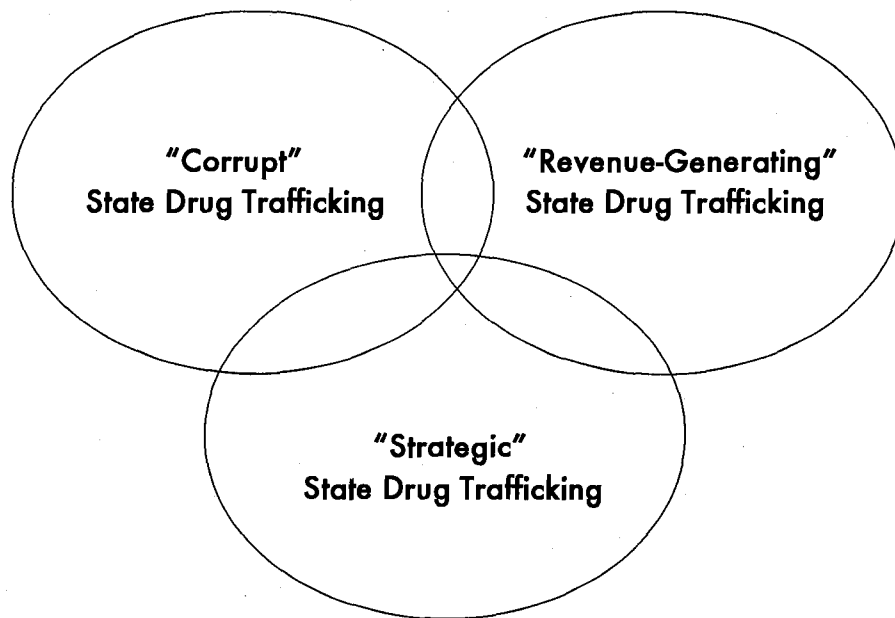 "Corrupt"
State Drug Trafficking
"Revenue-Generating"
State Drug Trafficking
"Strategic"
State Drug Trafficking